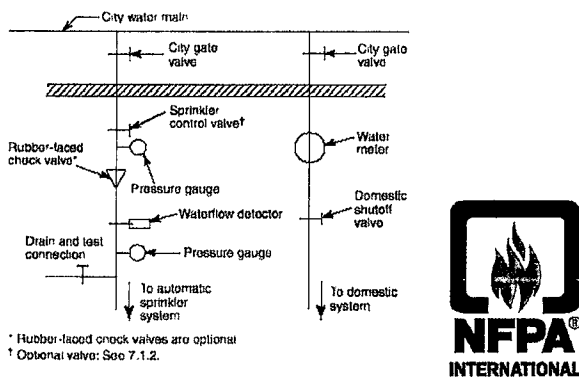 City water main
City gate
valve
City gate
valve
Sprinkler
control valve†
Rubber-faced
check valve*
Pressure gauge
Water
meter
Waterflow detector
Domestic
shutoff
valve
Drain and test
connection
Pressure gauge
To automatic
sprinkler
system
To domestic
system
* Rubber-faced check valves are optional
† Optional valve: See 7.1.2.
NFPA®
INTERNATIONAL